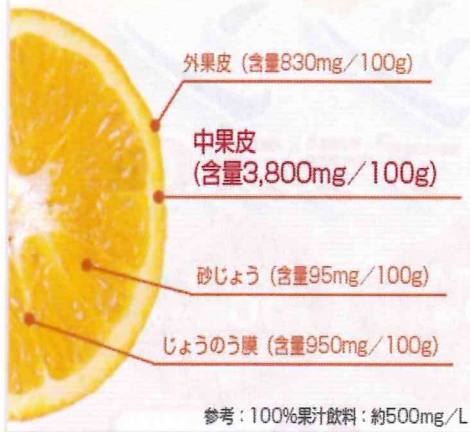 外果皮（含量830mg／100g）
中果皮
（含量3,800mg／100g）
砂じょう（含量95mg／100g）
じょうのう膜（含量950mg／100g）
参考：100%果汁飲料：約500mg／L